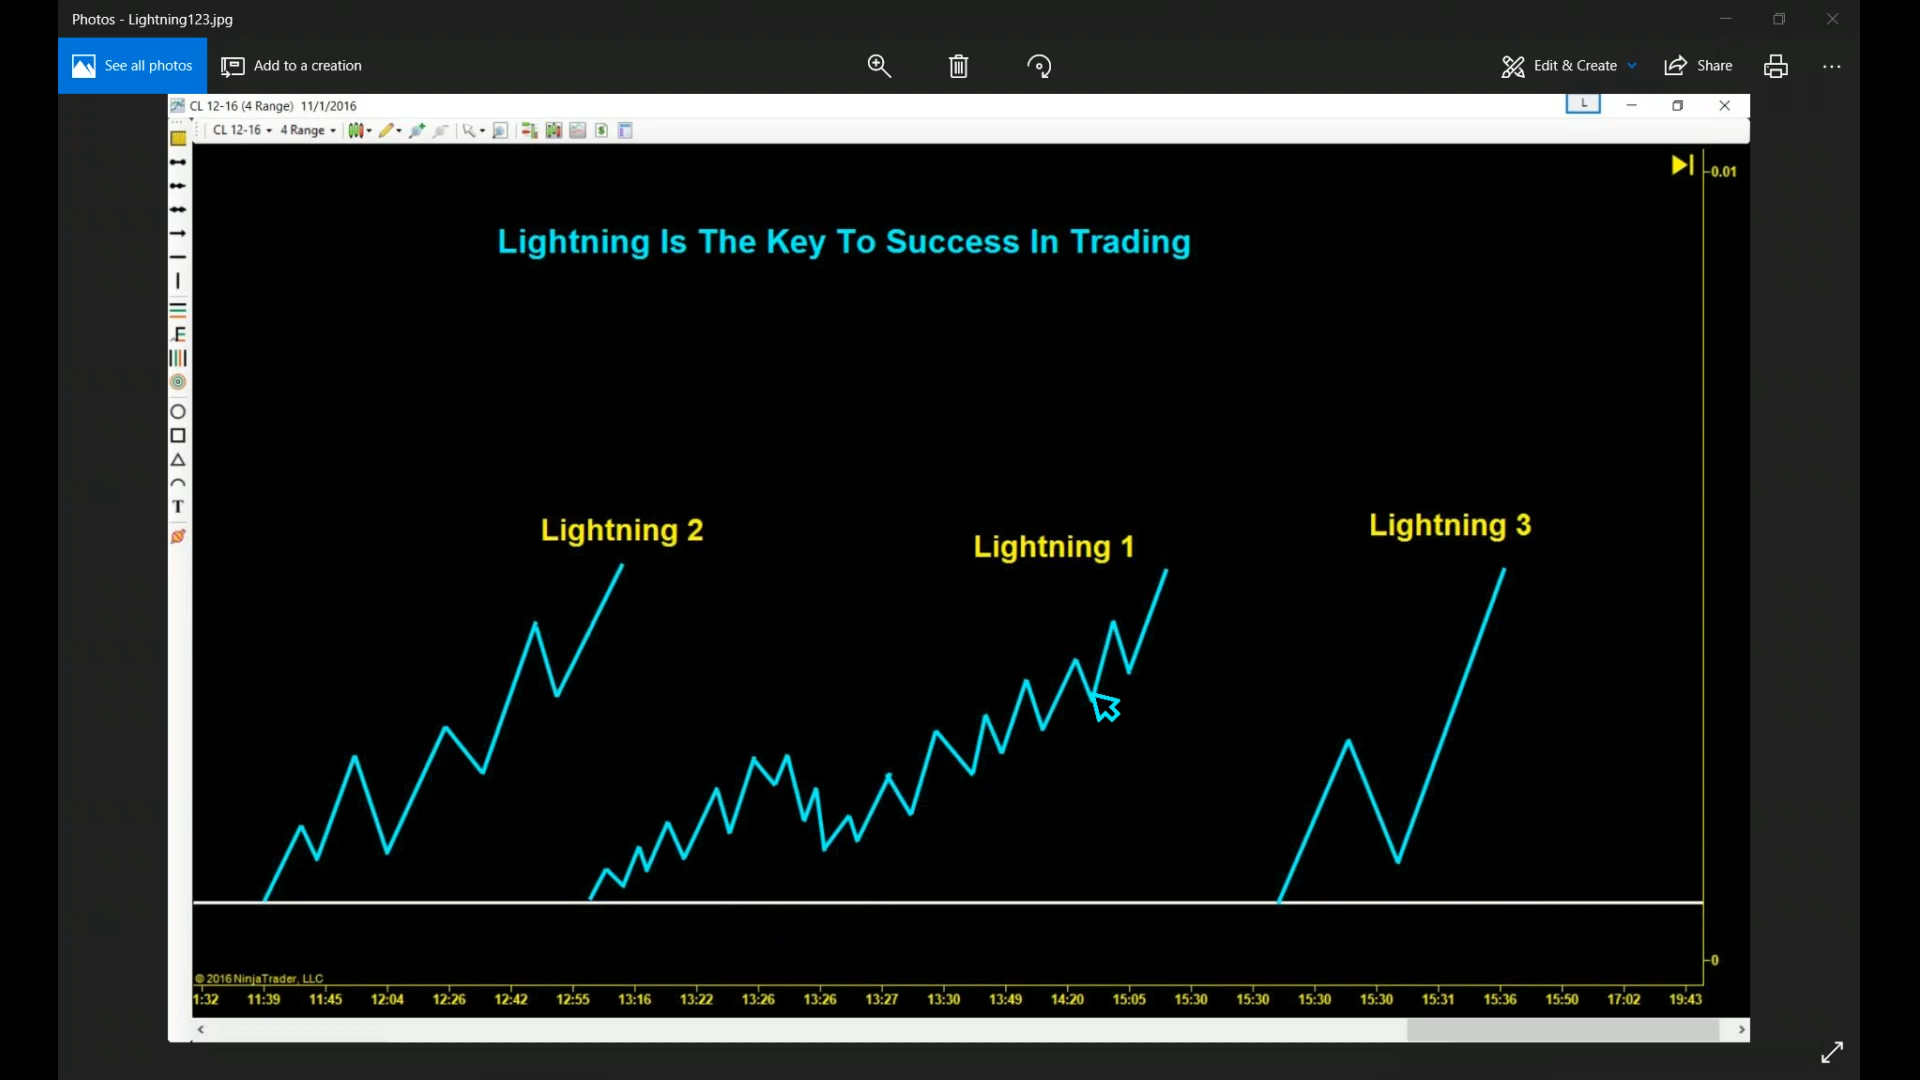 Photos - Lightning123.jpg
See all photos
Add to a creation
Edit & Create
Share
CL 12-16 (4 Range) 11/1/2016
L
CL 12-16
4 Range
0.01
Lightning Is The Key To Success In Trading
Lightning 2
Lightning 1
Lightning 3
T
0
© 2016 NinjaTrader, LLC
1:32 11:39 11:45 12:04 12:26 12:42 12:55 13:16 13:22 13:26 13:26 13:27 13:30 13:49 14:20 15:05 15:30 15:30 15:30 15:30 15:31 15:36 15:50 17:02 19:43